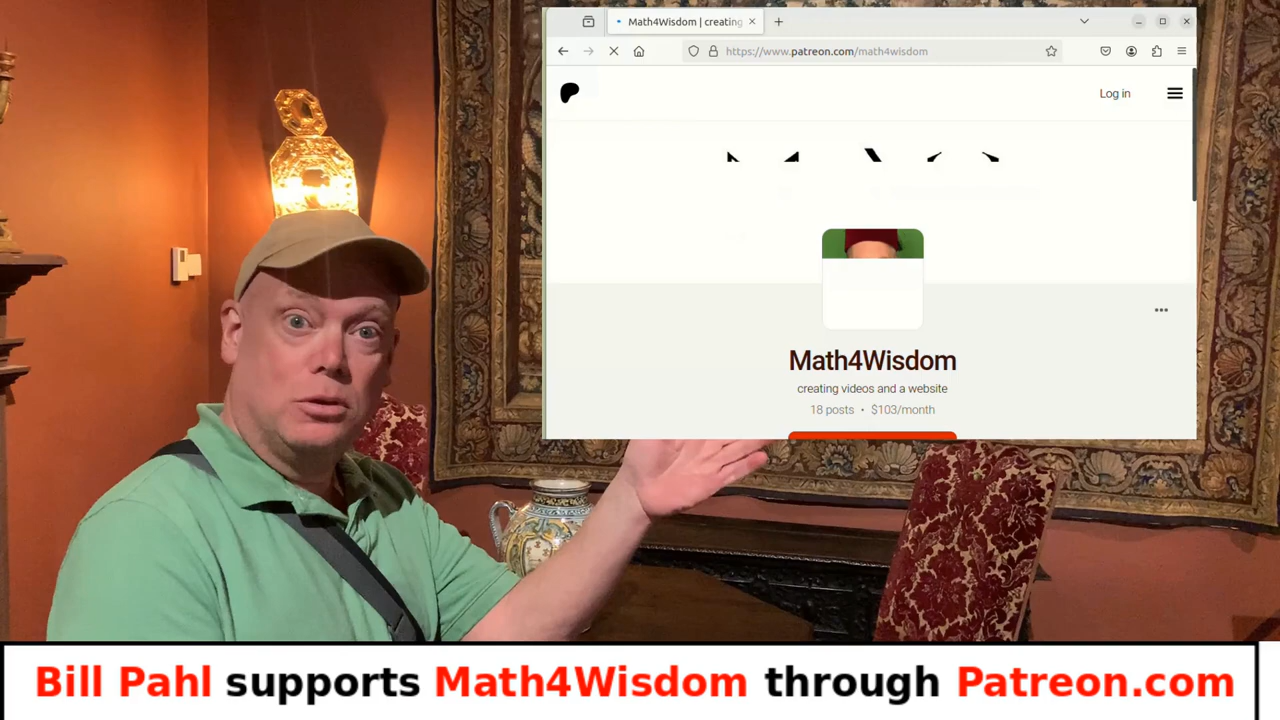 Math4Wisdom | creating
https://www.patreon.com/math4wisdom
Log in
Math4Wisdom
creating videos and a website
18 posts • $103/month
Bill Pahl supports Math4Wisdom through Patreon.com